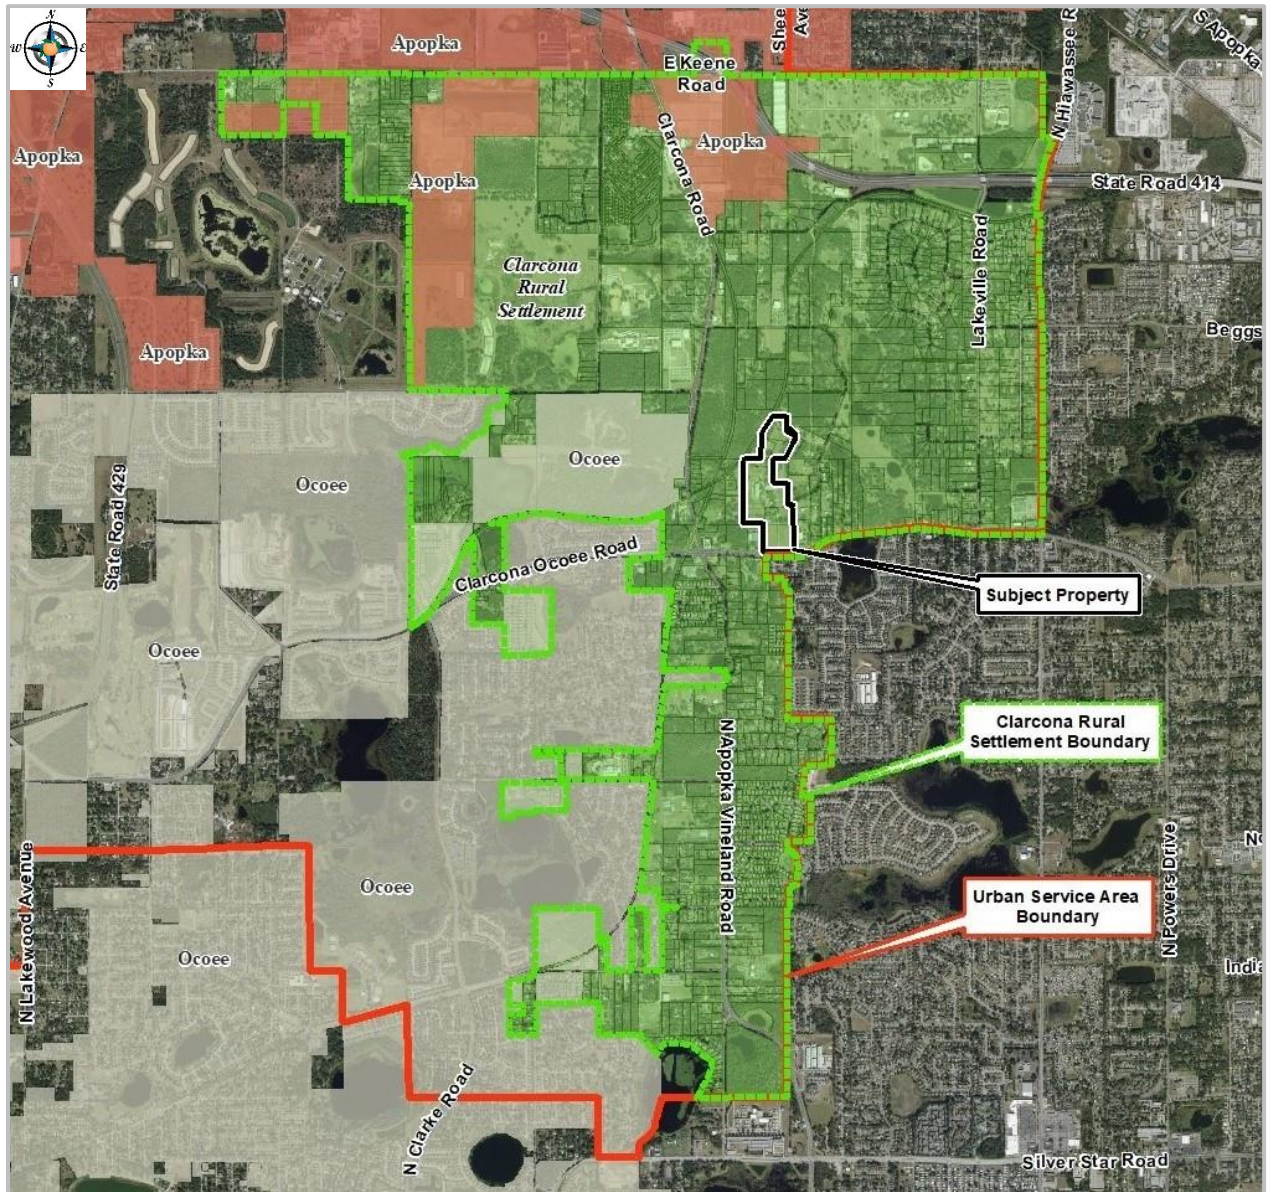 N
W
E
S
Apopka
E Keene
Road
Shee
Ave
N Hiawassee R
S Apopka
Apopka
Apopka
Clarcona Road
Apopka
State Road 414
Clarcona
Rural
Settlement
Lakeville Road
Apopka
Beggs
Ocoee
Ocoee
State Road 429
Clarcona Ocoee Road
Subject Property
Ocoee
Clarcona Rural
Settlement Boundary
N Apopka Vineland Road
N Powers Drive
No
N Lakewood Avenue
Ocoee
Urban Service Area
Boundary
Ocoee
India
N Clarke Road
Silver Star Road